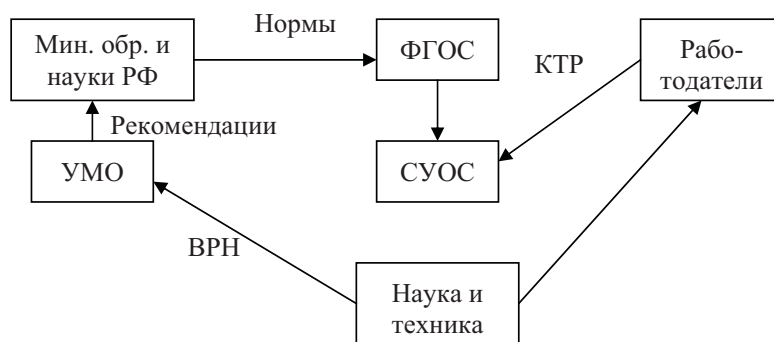 Нормы
Мин. обр. и
науки РФ
ФГОС
КТР
Рабо-
тодатели
Рекомендации
УМО
СУОС
ВРН
Наука и
техника